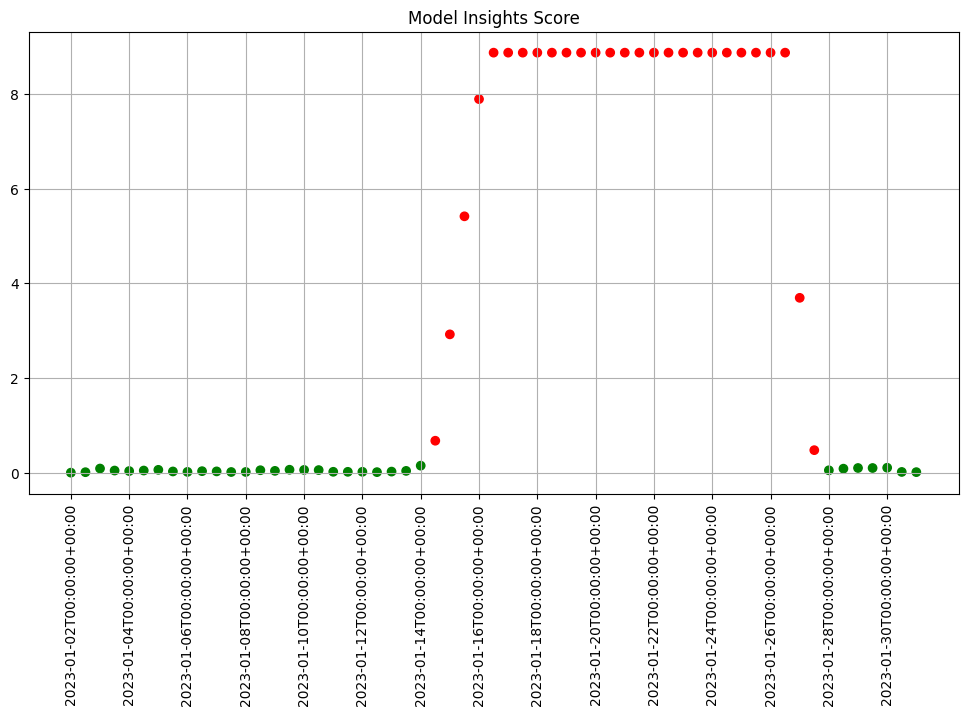 Model Insights Score
8
6
4
2
0
2023-01-02T00:00:00+00:00
2023-01-04T00:00:00+00:00
2023-01-06T00:00:00+00:00
2023-01-08T00:00:00+00:00
2023-01-10T00:00:00+00:00
2023-01-12T00:00:00+00:00
2023-01-14T00:00:00+00:00
2023-01-16T00:00:00+00:00
2023-01-18T00:00:00+00:00
2023-01-20T00:00:00+00:00
2023-01-22T00:00:00+00:00
2023-01-24T00:00:00+00:00
2023-01-26T00:00:00+00:00
2023-01-28T00:00:00+00:00
2023-01-30T00:00:00+00:00